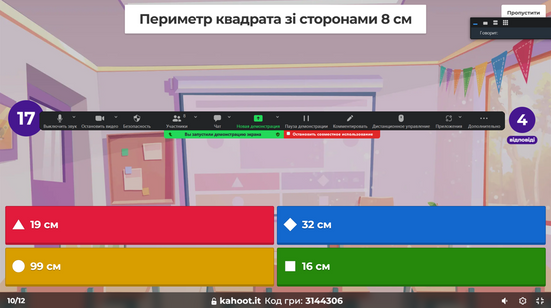 Периметр квадрата зі сторонами 8 см
Пропустити
Говорит:
17
Выключить звук
Остановить видео
Безопасность
Участники
Чат
Новая демонстрация
Пауза демонстрации
Комментировать
Дистанционное управление
Приложения
Дополнительно
Вы запустили демонстрацию экрана
Остановить совместное использование
4
відповіді
19 см
32 см
99 см
16 см
10/12
kahoot.it Код гри: 3144306